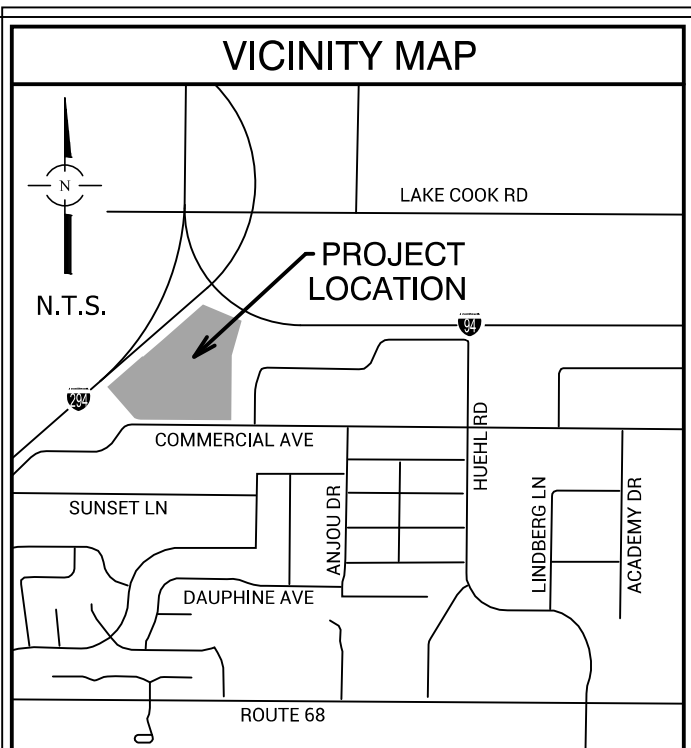 VICINITY MAP
N
N.T.S.
LAKE COOK RD
PROJECT
LOCATION
94
294
COMMERCIAL AVE
HUEHL RD
SUNSET LN
ANJOU DR
LINDBERG LN
ACADEMY DR
DAUPHINE AVE
ROUTE 68